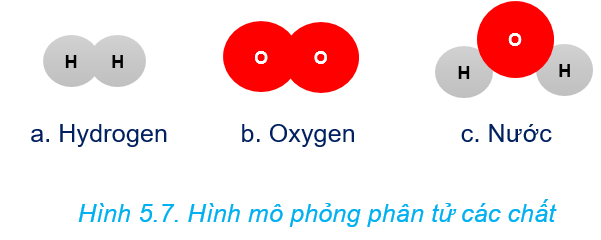 H H O O H O H
a. Hydrogen b. Oxygen c. Nước
Hình 5.7. Hình mô phỏng phân tử các chất